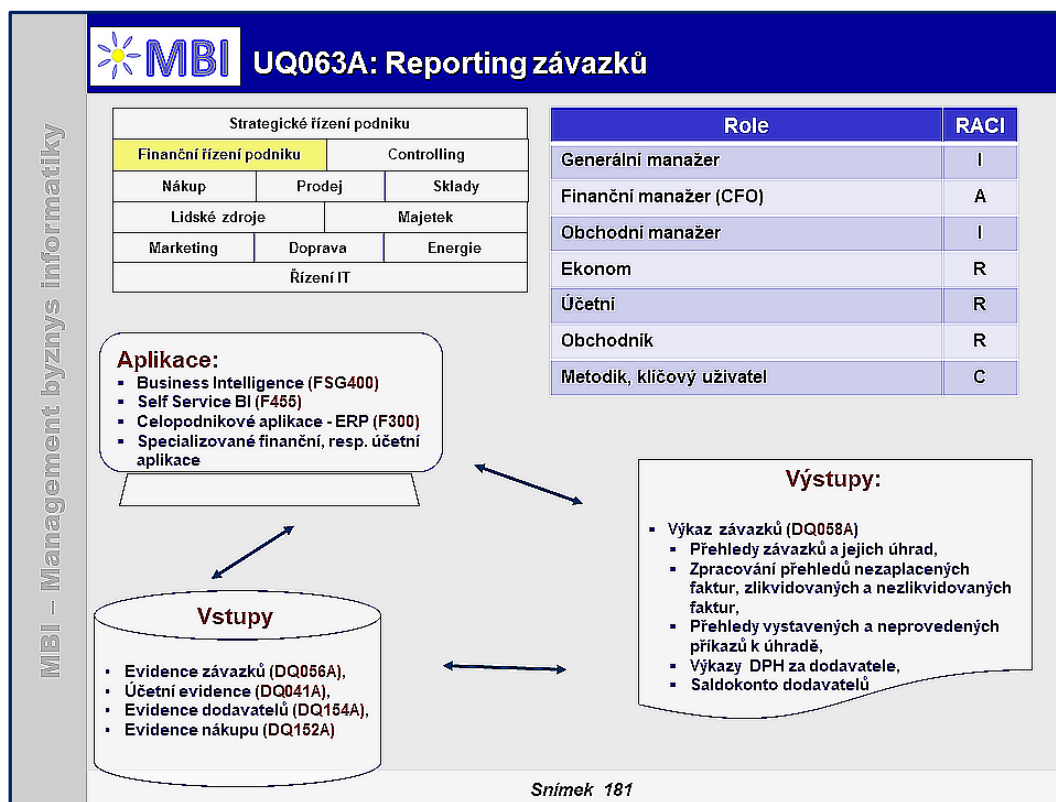 MBI
UQ063A: Reporting závazků
MBI – Management byznys informatiky
Strategické řízení podniku
Finanční řízení podniku Controlling
Nákup Prodej Sklady
Lidské zdroje Majetek
Marketing Doprava Energie
Řízení IT
Role RACI
Generální manažer I
Finanční manažer (CFO) A
Obchodní manažer I
Ekonom R
Účetní R
Obchodník R
Metodik, klíčový uživatel C
Aplikace:
▪ Business Intelligence (FSG400)
▪ Self Service BI (F455)
▪ Celopodnikové aplikace - ERP (F300)
▪ Specializované finanční, resp. účetní
aplikace
Vstupy
▪ Evidence závazků (DQ056A),
▪ Účetní evidence (DQ041A),
▪ Evidence dodavatelů (DQ154A),
▪ Evidence nákupu (DQ152A)
Výstupy:
▪ Výkaz závazků (DQ058A)
▪ Přehledy závazků a jejich úhrad,
▪ Zpracování přehledů nezaplacených
faktur, zlikvidovaných a nezlikvidovaných
faktur,
▪ Přehledy vystavených a neprovedených
příkazů k úhradě,
▪ Výkazy DPH za dodavatele,
▪ Saldokonto dodavatelů
Snímek 181